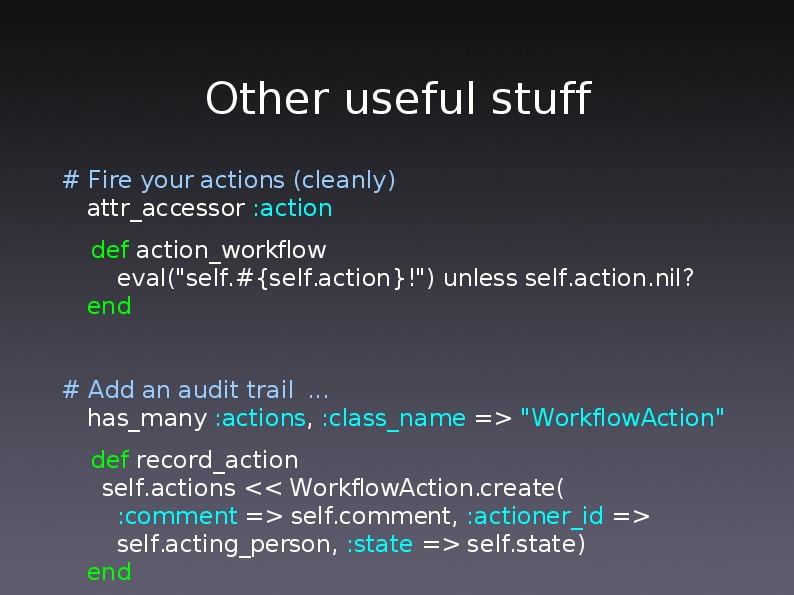 Other useful stuff
# Fire your actions (cleanly)
attr_accessor :action
def action_workflow
eval("self.#{self.action}!") unless self.action.nil?
end
# Add an audit trail ...
has_many :actions, :class_name => "WorkflowAction"
def record_action
self.actions << WorkflowAction.create(
:comment => self.comment, :actioner_id =>
self.acting_person, :state => self.state)
end